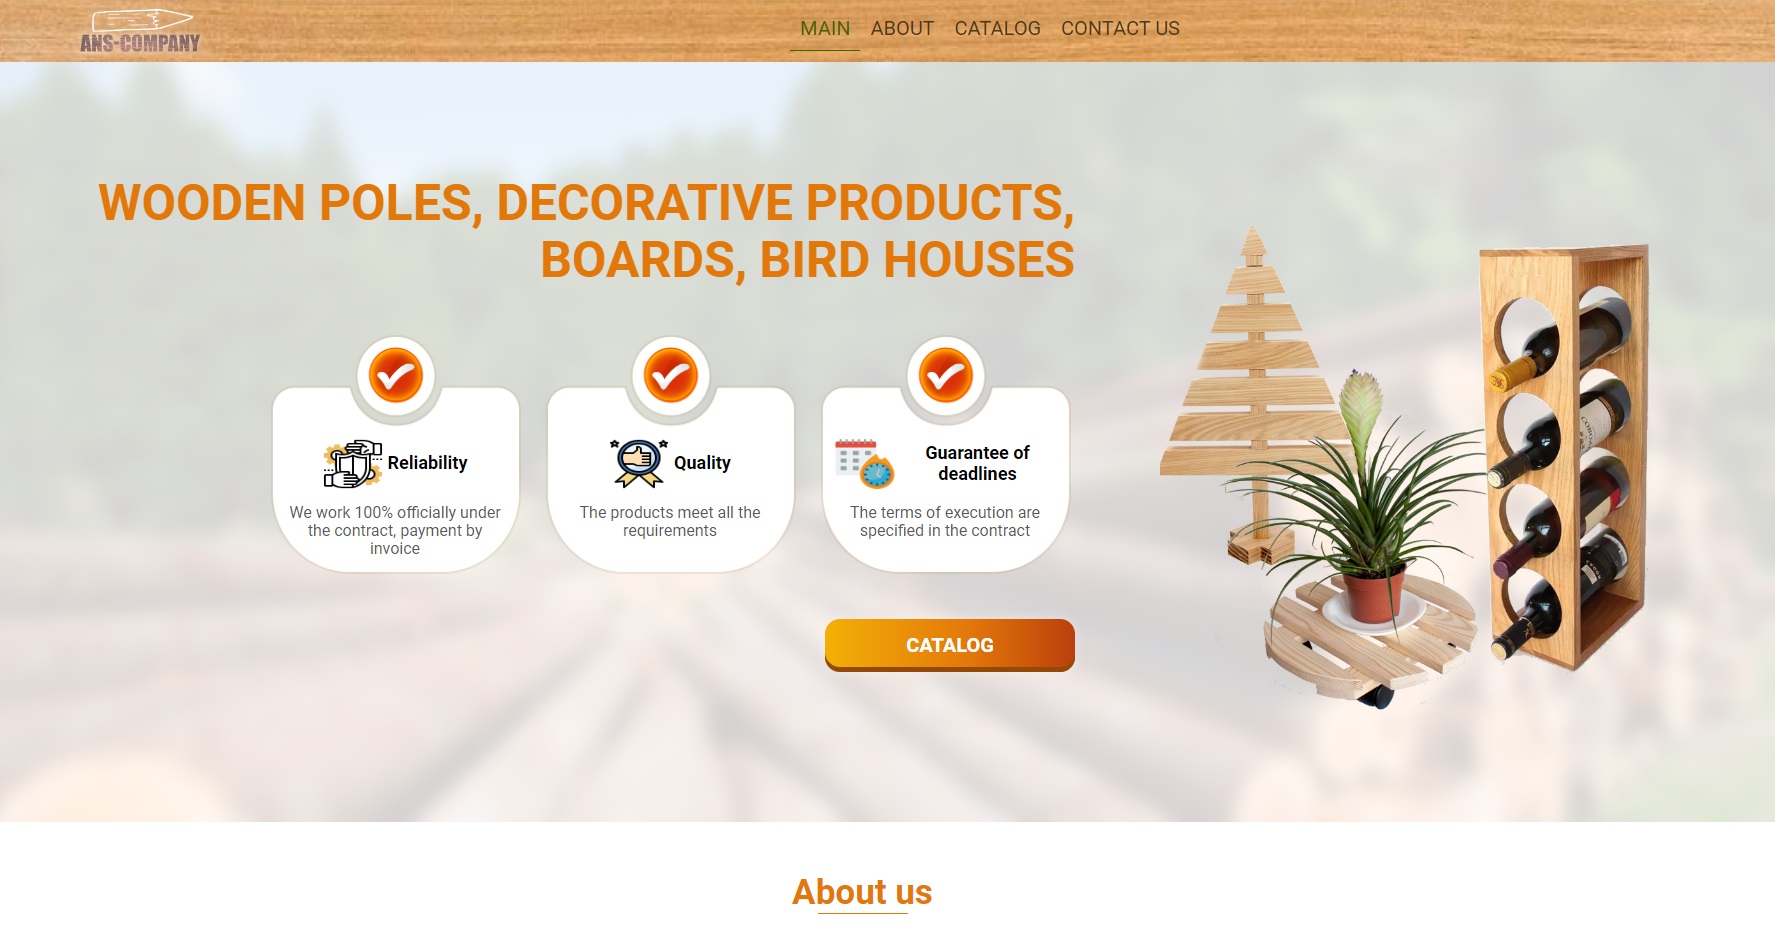 ANS-COMPANY
MAIN ABOUT CATALOG CONTACT US
WOODEN POLES, DECORATIVE PRODUCTS,
BOARDS, BIRD HOUSES
Reliability
We work 100% officially under
the contract, payment by
invoice
Quality
The products meet all the
requirements
Guarantee of
deadlines
The terms of execution are
specified in the contract
CATALOG
About us